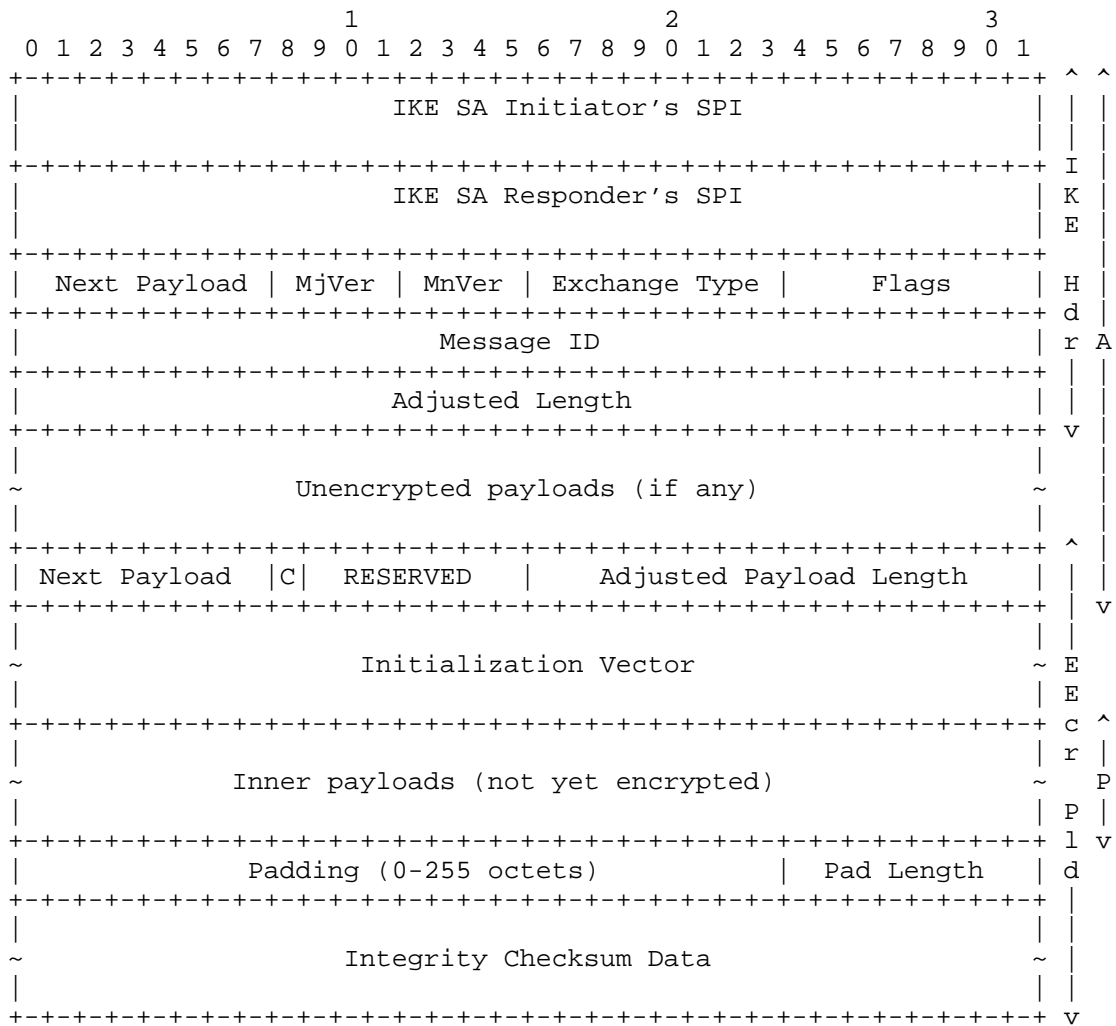 1                   2                   3
 0 1 2 3 4 5 6 7 8 9 0 1 2 3 4 5 6 7 8 9 0 1 2 3 4 5 6 7 8 9 0 1
+-+-+-+-+-+-+-+-+-+-+-+-+-+-+-+-+-+-+-+-+-+-+-+-+-+-+-+-+-+-+-+-+ ^ ^
|                       IKE SA Initiator's SPI                  | | |
|                                                               | | |
+-+-+-+-+-+-+-+-+-+-+-+-+-+-+-+-+-+-+-+-+-+-+-+-+-+-+-+-+-+-+-+-+ I |
|                       IKE SA Responder's SPI                  | K |
|                                                               | E |
+-+-+-+-+-+-+-+-+-+-+-+-+-+-+-+-+-+-+-+-+-+-+-+-+-+-+-+-+-+-+-+-+   |
|  Next Payload | MjVer | MnVer | Exchange Type |     Flags     | H |
+-+-+-+-+-+-+-+-+-+-+-+-+-+-+-+-+-+-+-+-+-+-+-+-+-+-+-+-+-+-+-+-+ d |
|                          Message ID                           | r A
+-+-+-+-+-+-+-+-+-+-+-+-+-+-+-+-+-+-+-+-+-+-+-+-+-+-+-+-+-+-+-+-+ | |
|                       Adjusted Length                         | | |
+-+-+-+-+-+-+-+-+-+-+-+-+-+-+-+-+-+-+-+-+-+-+-+-+-+-+-+-+-+-+-+-+ v |
|                                                               |   |
~                 Unencrypted payloads (if any)                 ~   |
|                                                               |   |
+-+-+-+-+-+-+-+-+-+-+-+-+-+-+-+-+-+-+-+-+-+-+-+-+-+-+-+-+-+-+-+-+ ^ |
| Next Payload  |C|  RESERVED   |    Adjusted Payload Length    | | |
+-+-+-+-+-+-+-+-+-+-+-+-+-+-+-+-+-+-+-+-+-+-+-+-+-+-+-+-+-+-+-+-+ | v
|                                                               | |
~                     Initialization Vector                     ~ E
|                                                               | E
+-+-+-+-+-+-+-+-+-+-+-+-+-+-+-+-+-+-+-+-+-+-+-+-+-+-+-+-+-+-+-+-+ c ^
|                                                               | r |
~             Inner payloads (not yet encrypted)                ~   P
|                                                               | P |
+-+-+-+-+-+-+-+-+-+-+-+-+-+-+-+-+-+-+-+-+-+-+-+-+-+-+-+-+-+-+-+-+ l v
|              Padding (0-255 octets)           |  Pad Length   | d
+-+-+-+-+-+-+-+-+-+-+-+-+-+-+-+-+-+-+-+-+-+-+-+-+-+-+-+-+-+-+-+-+ |
|                                                               | |
~                    Integrity Checksum Data                    ~ |
|                                                               | |
+-+-+-+-+-+-+-+-+-+-+-+-+-+-+-+-+-+-+-+-+-+-+-+-+-+-+-+-+-+-+-+-+ v